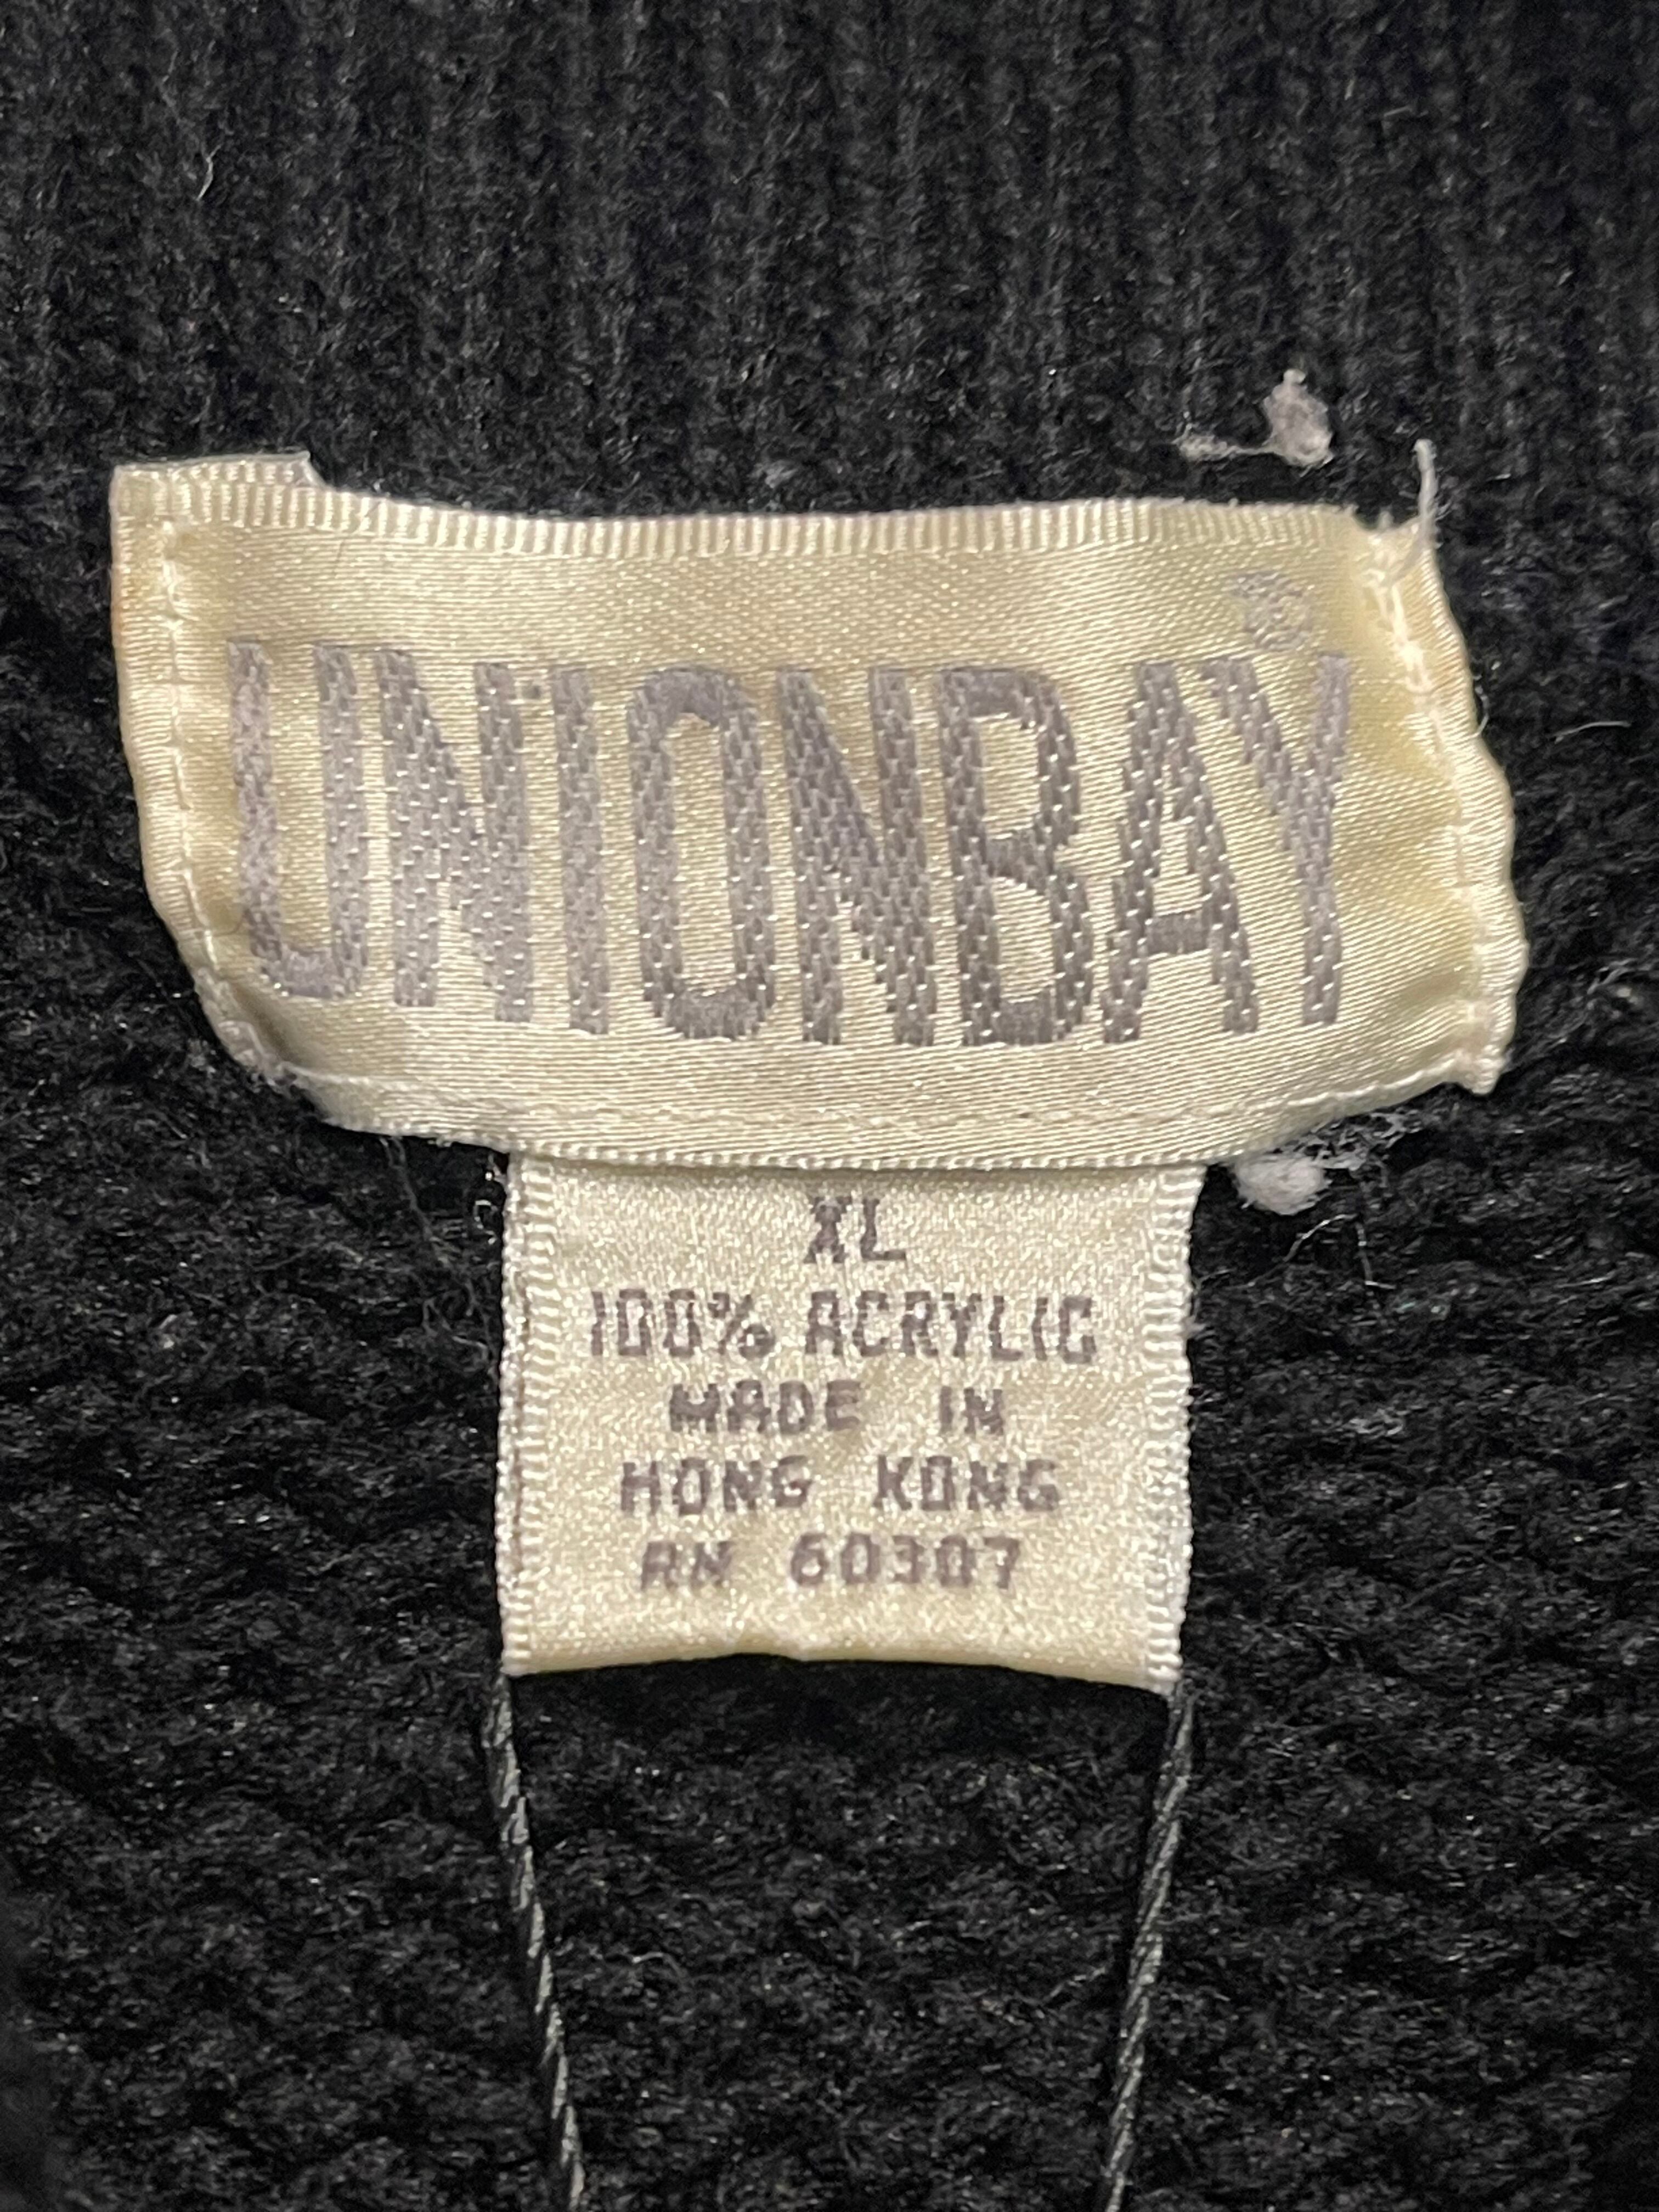 UNIONBAY®
XL
100% ACRYLIC
MADE IN
HONG KONG
RN 60307